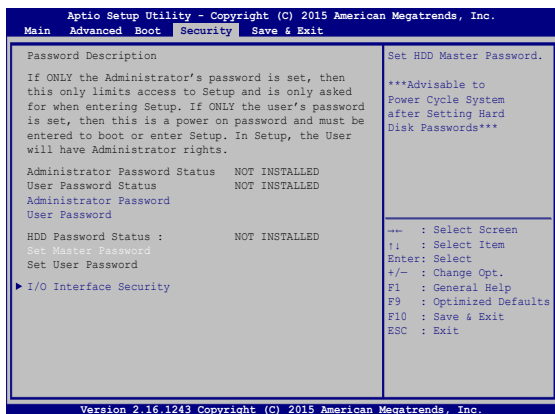 Aptio Setup Utility - Copyright (C) 2015 American Megatrends, Inc.
Main Advanced Boot Security Save & Exit
Password Description
If ONLY the Administrator's password is set, then
this only limits access to Setup and is only asked
for when entering Setup. If ONLY the user's password
is set, then this is a power on password and must be
entered to boot or enter Setup. In Setup, the User
will have Administrator rights.
Administrator Password Status NOT INSTALLED
User Password Status NOT INSTALLED
Administrator Password
User Password
HDD Password Status : NOT INSTALLED
Set Master Password
Set User Password
I/O Interface Security
Set HDD Master Password.
***Advisable to
Power Cycle System
after Setting Hard
Disk Passwords***
→← : Select Screen
↑↓ : Select Item
Enter: Select
+/— : Change Opt.
F1 : General Help
F9 : Optimized Defaults
F10 : Save & Exit
ESC : Exit
Version 2.16.1243 Copyright (C) 2015 American Megatrends, Inc.